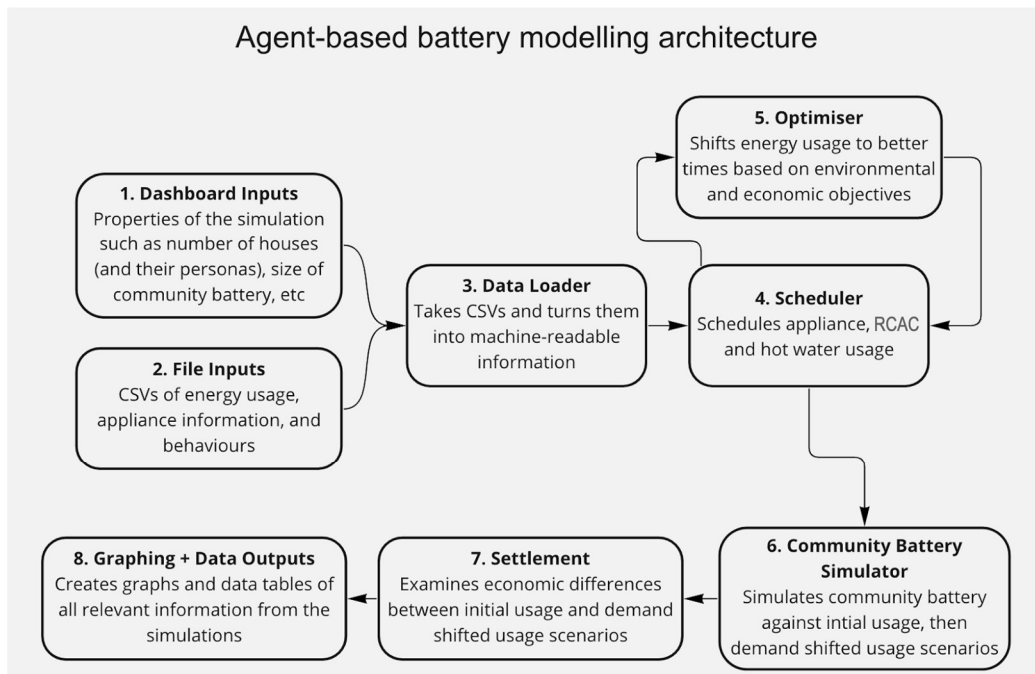 Agent-based battery modelling architecture
1. Dashboard Inputs
Properties of the simulation
such as number of houses
(and their personas), size of
community battery, etc
2. File Inputs
CSVs of energy usage,
appliance information, and
behaviours
3. Data Loader
Takes CSVs and turns them
into machine-readable
information
4. Scheduler
Schedules appliance, RCAC
and hot water usage
5. Optimiser
Shifts energy usage to better
times based on environmental
and economic objectives
6. Community Battery
Simulator
Simulates community battery
against intial usage, then
demand shifted usage scenarios
7. Settlement
Examines economic differences
between initial usage and demand
shifted usage scenarios
8. Graphing + Data Outputs
Creates graphs and data tables of
all relevant information from the
simulations